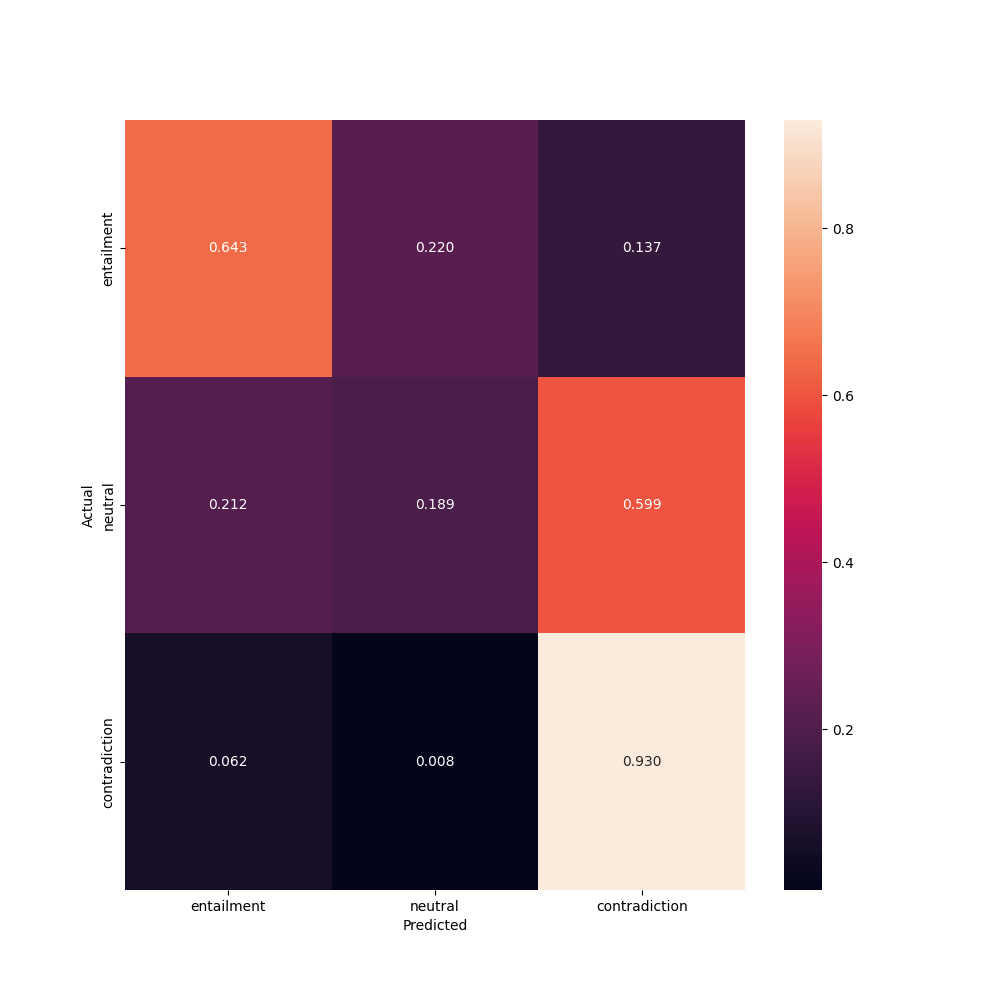 entailment
0.643 0.220 0.137
0.8
0.6
Actual
neutral
0.212 0.189 0.599
0.4
0.2
contradiction
0.062 0.008 0.930
entailment neutral contradiction
Predicted